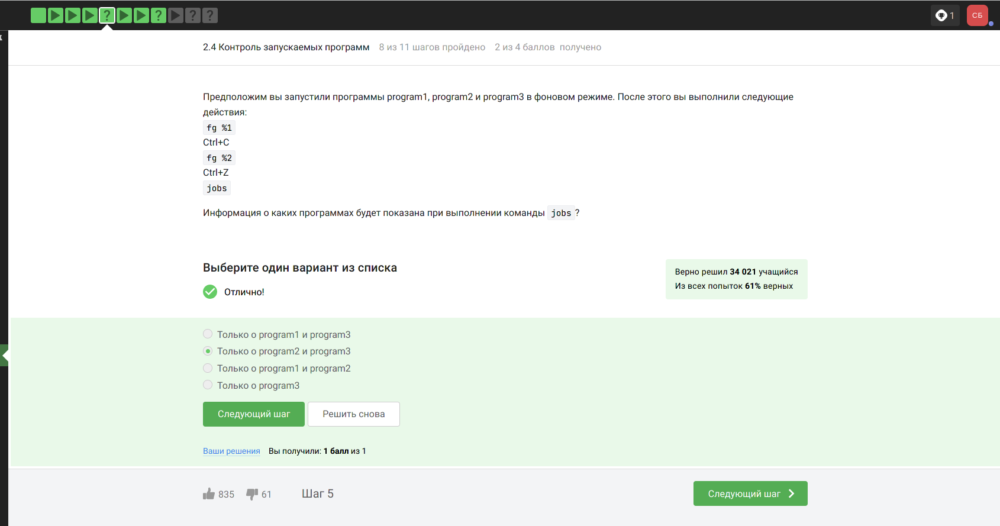 ? ? ? ?
1
СБ
2.4 Контроль запускаемых программ 8 из 11 шагов пройдено 2 из 4 баллов получено
Предположим вы запустили программы program1, program2 и program3 в фоновом режиме. После этого вы выполнили следующие
действия:
fg %1
Ctrl+C
fg %2
Ctrl+Z
jobs
Информация о каких программах будет показана при выполнении команды jobs?
Выберите один вариант из списка
Отлично!
Верно решил 34 021 учащийся
Из всех попыток 61% верных
Только о program1 и program3
Только о program2 и program3
Только о program1 и program2
Только о program3
Следующий шаг Решить снова
Ваши решения Вы получили: 1 балл из 1
835 61 Шаг 5 Следующий шаг